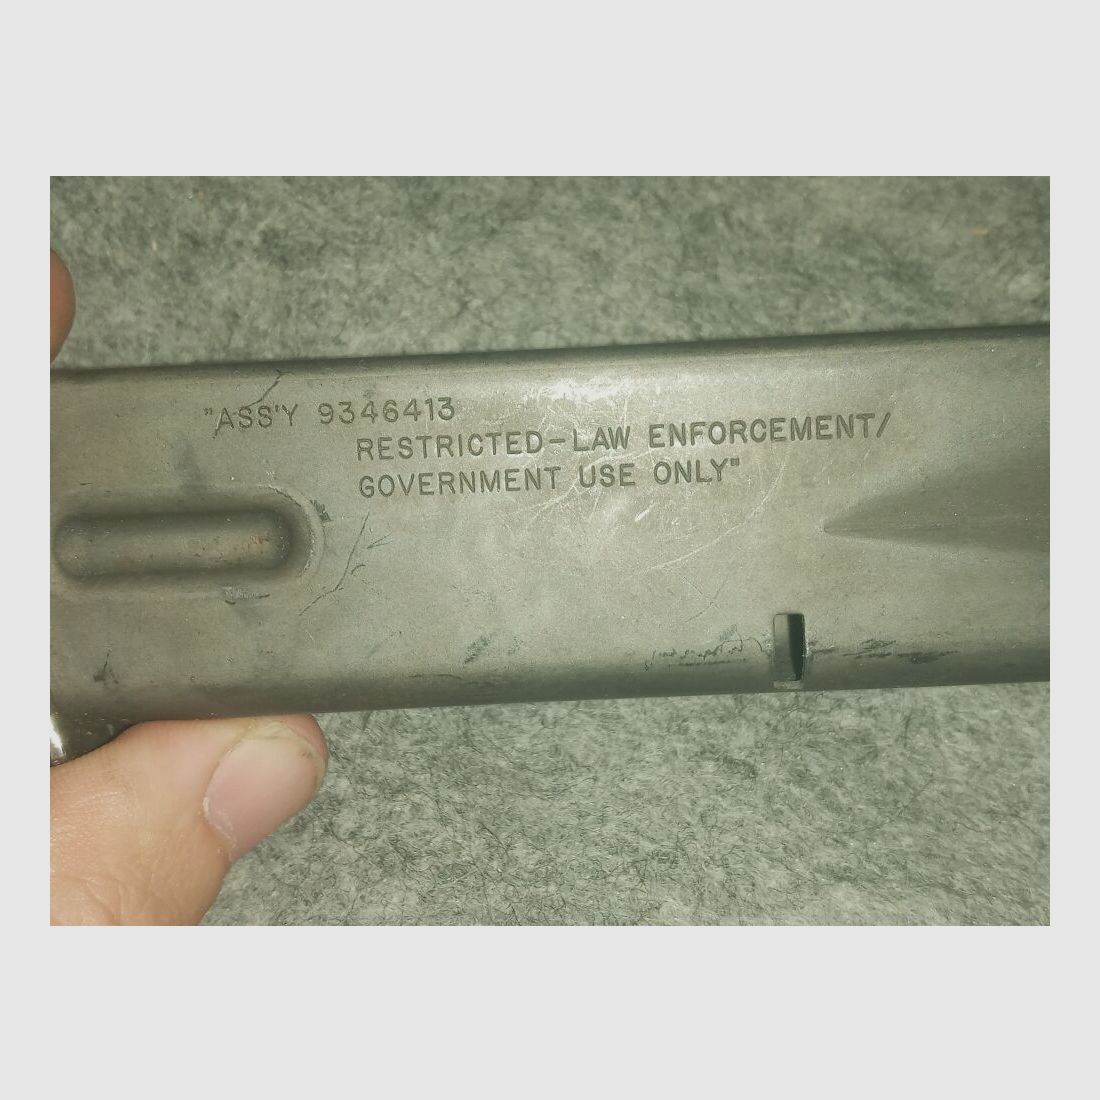 "ASS'Y 9346413
RESTRICTED-LAW ENFORCEMENT/
GOVERNMENT USE ONLY"